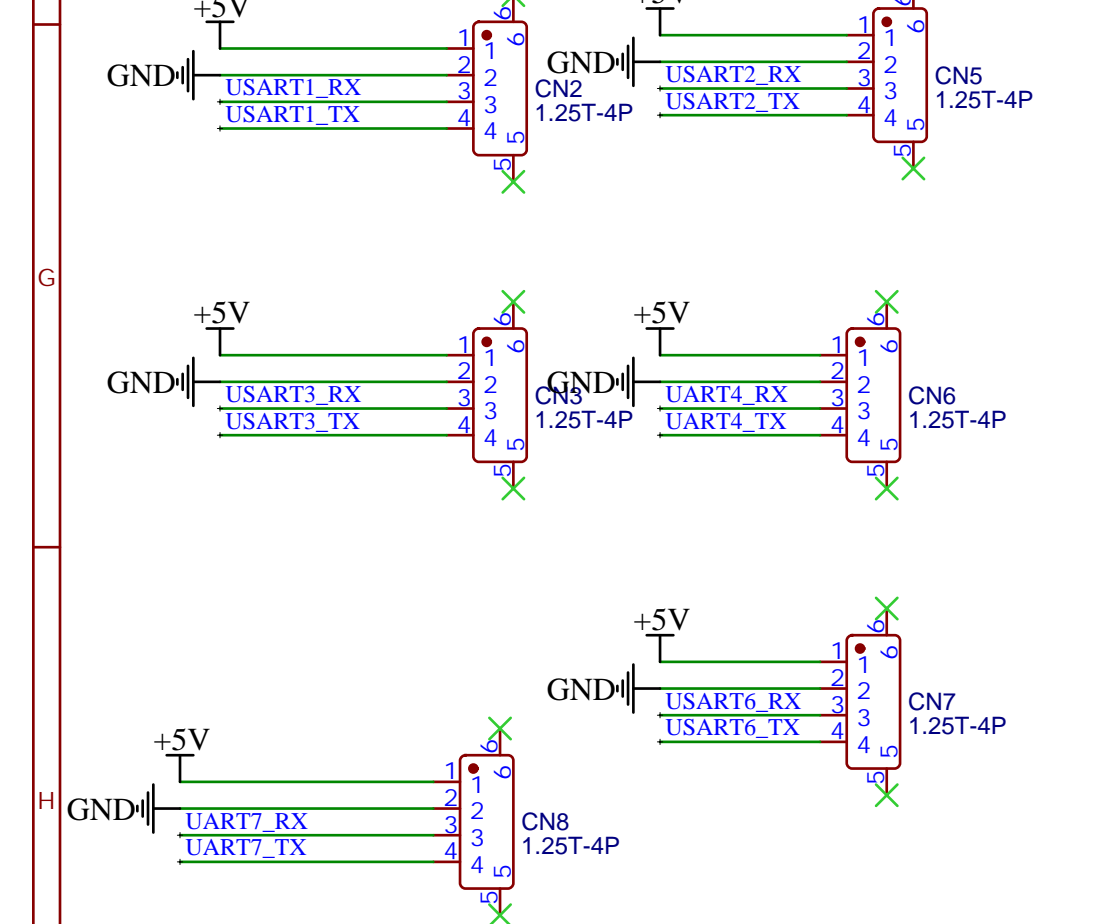 +5V
6
1
1
6
GND
2
2
USART1_RX
3
3
USART1_TX
4
4
5
5
CN2
1.25T-4P
+5V
6
1
1
6
GND
2
2
USART2_RX
3
3
USART2_TX
4
4
5
5
CN5
1.25T-4P
G
+5V
6
1
1
6
GND
2
2
USART3_RX
3
3
USART3_TX
4
4
5
5
CN3
1.25T-4P
+5V
6
1
1
6
GND
2
2
UART4_RX
3
3
UART4_TX
4
4
5
5
CN6
1.25T-4P
+5V
6
1
1
6
GND
2
2
USART6_RX
3
3
USART6_TX
4
4
5
5
CN7
1.25T-4P
H
+5V
6
1
1
6
GND
2
2
UART7_RX
3
3
UART7_TX
4
4
5
5
CN8
1.25T-4P